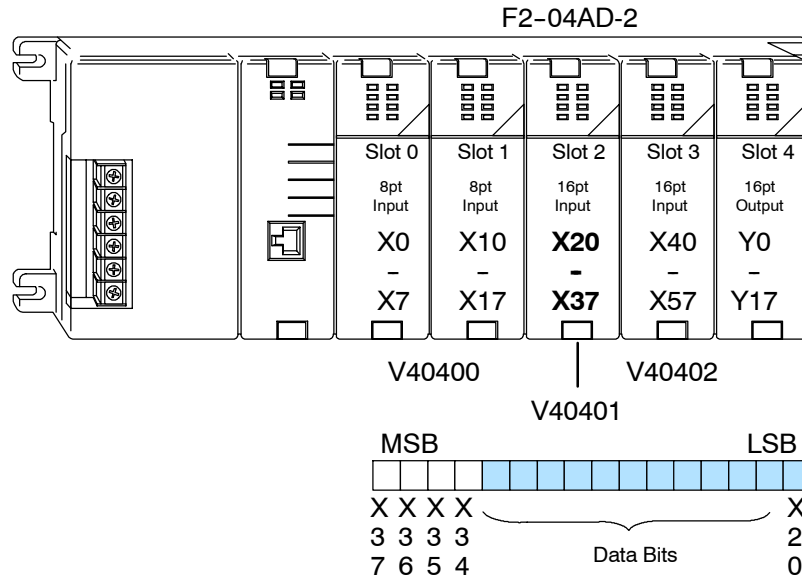 F2-04AD-2
Slot 0 Slot 1 Slot 2 Slot 3 Slot 4
8pt 8pt 16pt 16pt 16pt
Input Input Input Input Output
X0 X10 X20 X40 Y0
- - - - -
X7 X17 X37 X57 Y17
V40400 V40402
V40401
MSB LSB
X X X X X
3 3 3 3 2
7 6 5 4 0
Data Bits